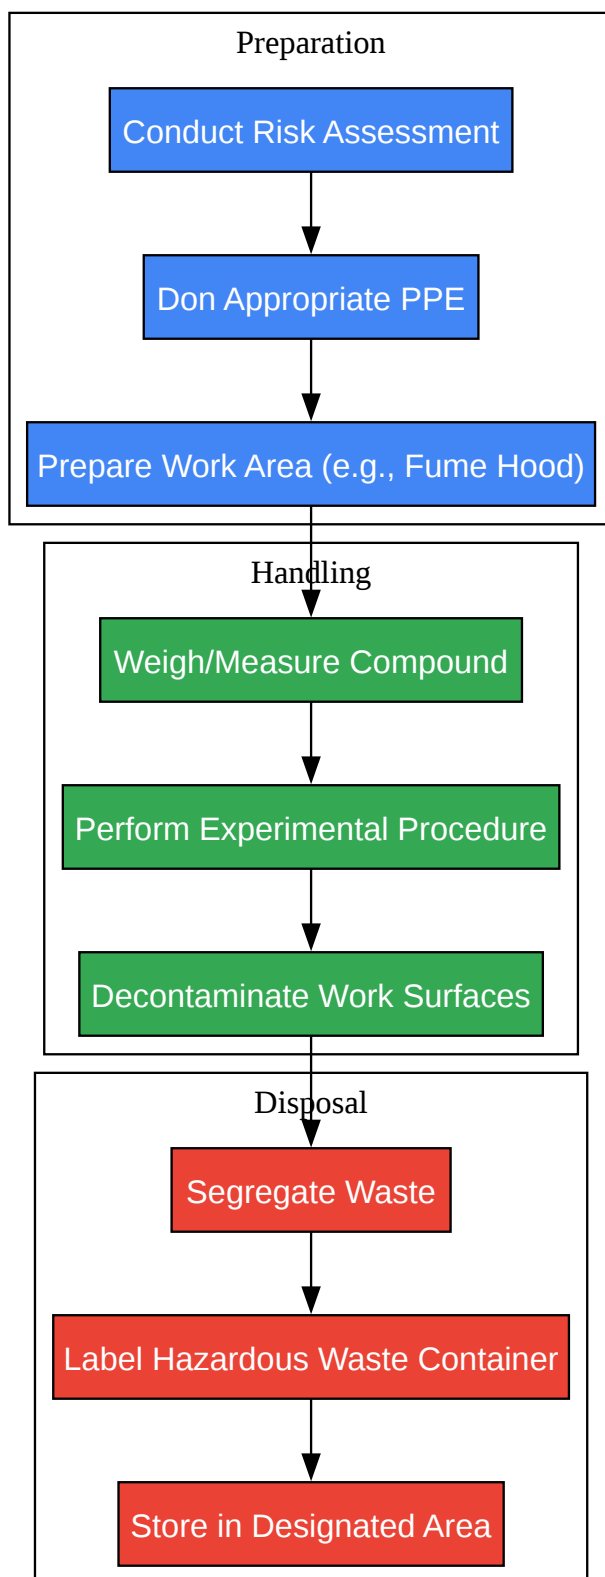 Preparation
Conduct Risk Assessment
Don Appropriate PPE
Prepare Work Area (e.g., Fume Hood)
Handling
Weigh/Measure Compound
Perform Experimental Procedure
Decontaminate Work Surfaces
Disposal
Segregate Waste
Label Hazardous Waste Container
Store in Designated Area